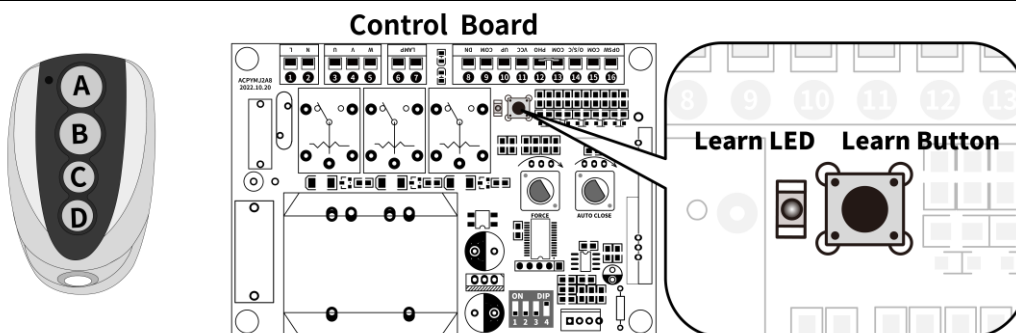 Control Board
L N U V W LAMP DN COM UP VCC PHO COM O/S/C COM OPSW
1 2 3 4 5 6 7 8 9 10 11 12 13 14 15 16
ACPYMJ2A8
2022.10.20
A
B
C
D
8 9 10 11 12 13
Learn LED Learn Button
FORCE AUTO CLOSE
ON DIP
1 2 3 4